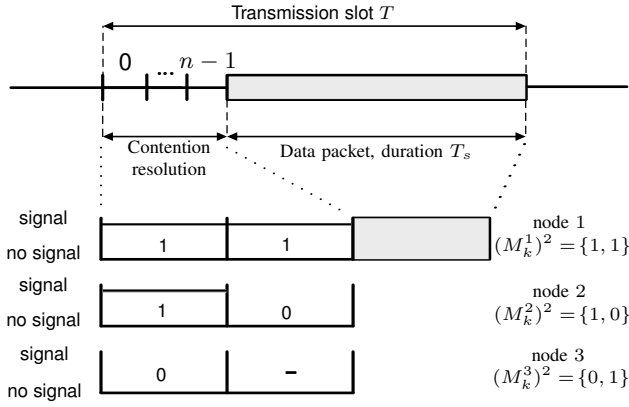 Transmission slot T
0 ... n − 1
Contention resolution
Data packet, duration T_s
signal
no signal
1 1
node 1
(M_k^1)^2 = {1, 1}
signal
no signal
1 0
node 2
(M_k^2)^2 = {1, 0}
signal
no signal
0 –
node 3
(M_k^3)^2 = {0, 1}